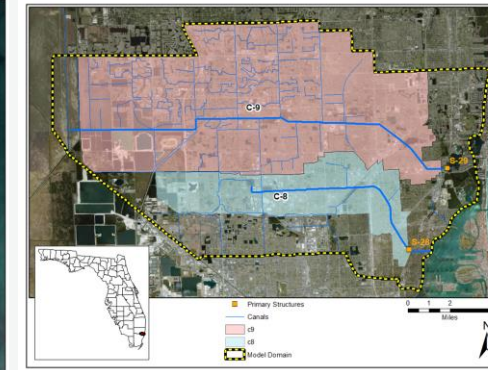 C-9
S-29
C-8
S-28
Primary Structures
Canals
c9
c8
Model Domain
0 1 2
Miles
N